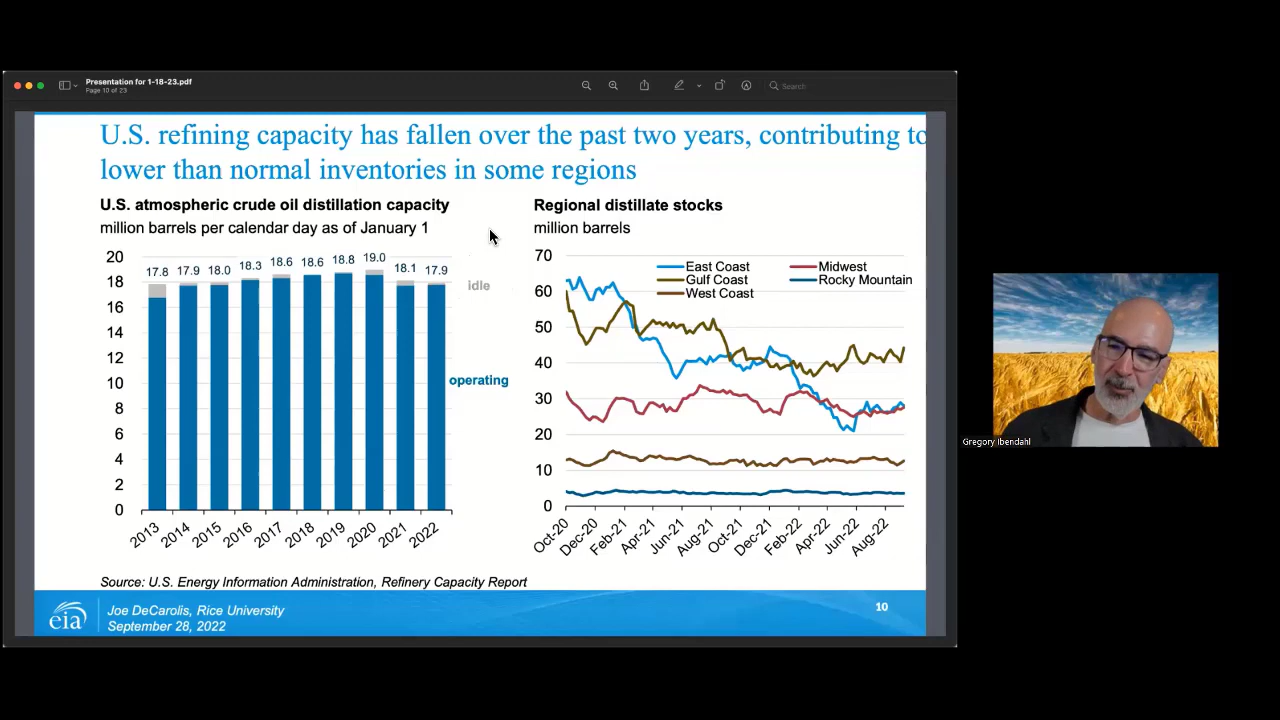 Presentation for 1-18-23.pdf
Page 10 of 23
Search
U.S. refining capacity has fallen over the past two years, contributing to
lower than normal inventories in some regions
U.S. atmospheric crude oil distillation capacity
million barrels per calendar day as of January 1
20
18
16
14
12
10
8
6
4
2
0
17.8 17.9 18.0 18.3 18.6 18.6 18.8 19.0 18.1 17.9
idle
operating
2013 2014 2015 2016 2017 2018 2019 2020 2021 2022
Regional distillate stocks
million barrels
70
60
50
40
30
20
10
0
East Coast Midwest
Gulf Coast Rocky Mountain
West Coast
Oct-20 Dec-20 Feb-21 Apr-21 Jun-21 Aug-21 Oct-21 Dec-21 Feb-22 Apr-22 Jun-22 Aug-22
Source: U.S. Energy Information Administration, Refinery Capacity Report
eia
Joe DeCarolis, Rice University
September 28, 2022
10
Gregory Ibendahl